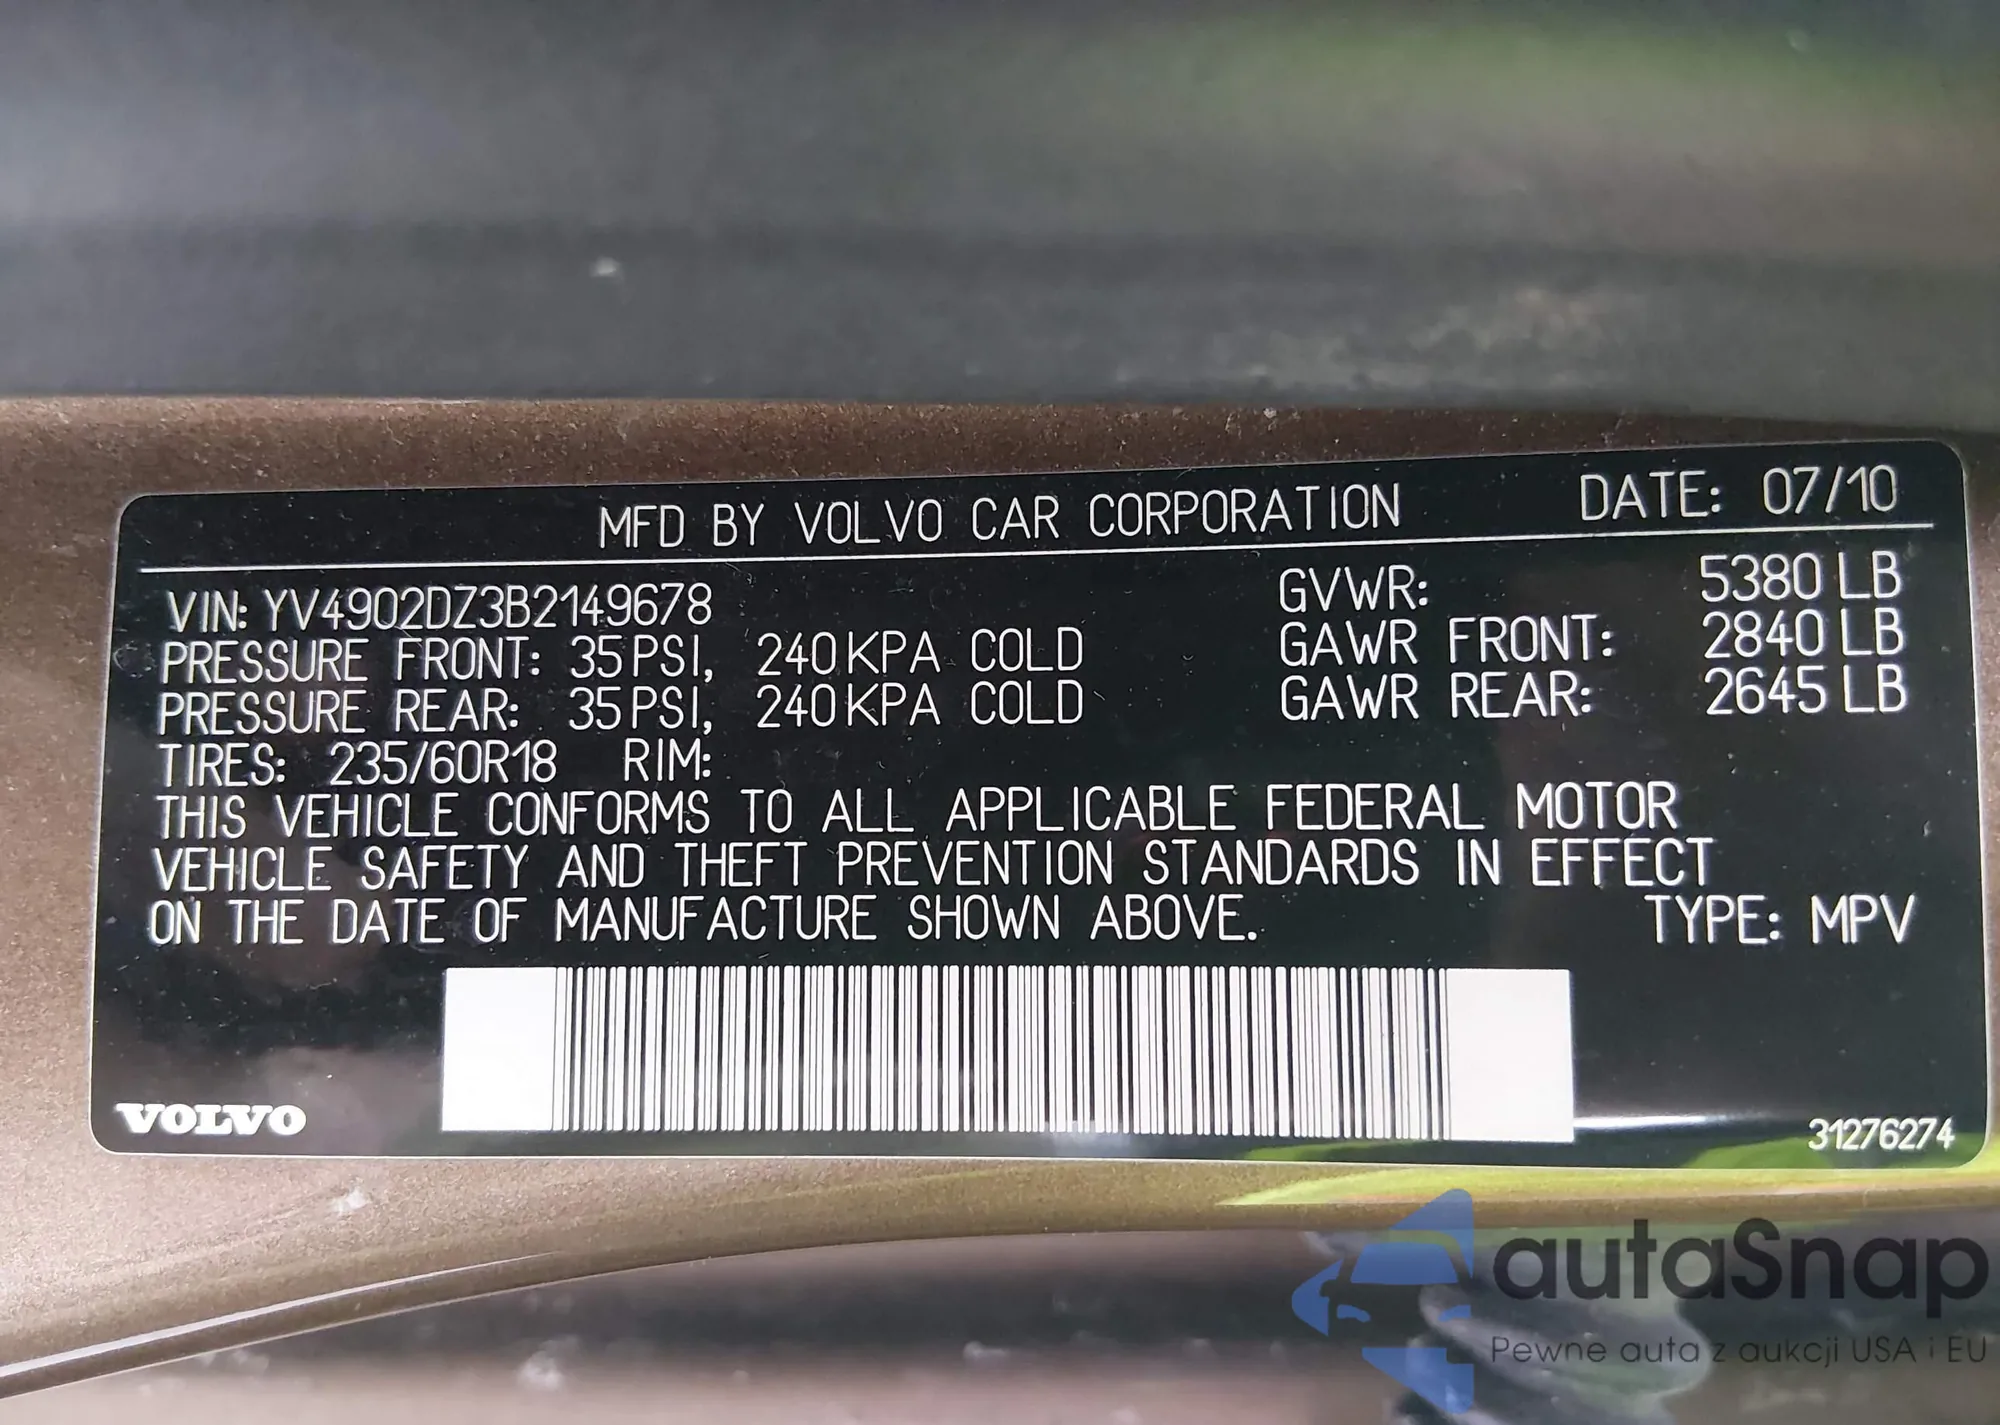 MFD BY VOLVO CAR CORPORATION DATE: 07/10
VIN: YV4902DZ3B2149678 GVWR: 5380 LB
PRESSURE FRONT: 35 PSI, 240 KPA COLD GAWR FRONT: 2840 LB
PRESSURE REAR: 35 PSI, 240 KPA COLD GAWR REAR: 2645 LB
TIRES: 235/60R18 RIM:
THIS VEHICLE CONFORMS TO ALL APPLICABLE FEDERAL MOTOR
VEHICLE SAFETY AND THEFT PREVENTION STANDARDS IN EFFECT
ON THE DATE OF MANUFACTURE SHOWN ABOVE. TYPE: MPV
VOLVO
31276274
autaSnap
Pewne auta z aukcji USA i EU